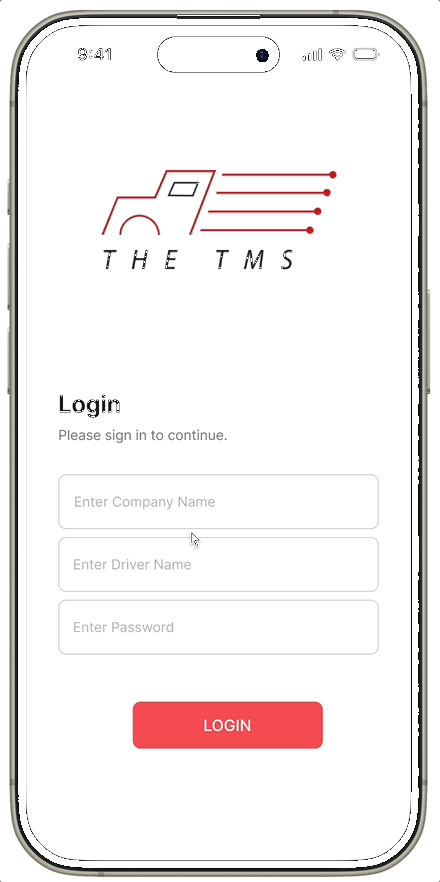 9:41
THE TMS
Login
Please sign in to continue.
Enter Company Name
Enter Driver Name
Enter Password
LOGIN